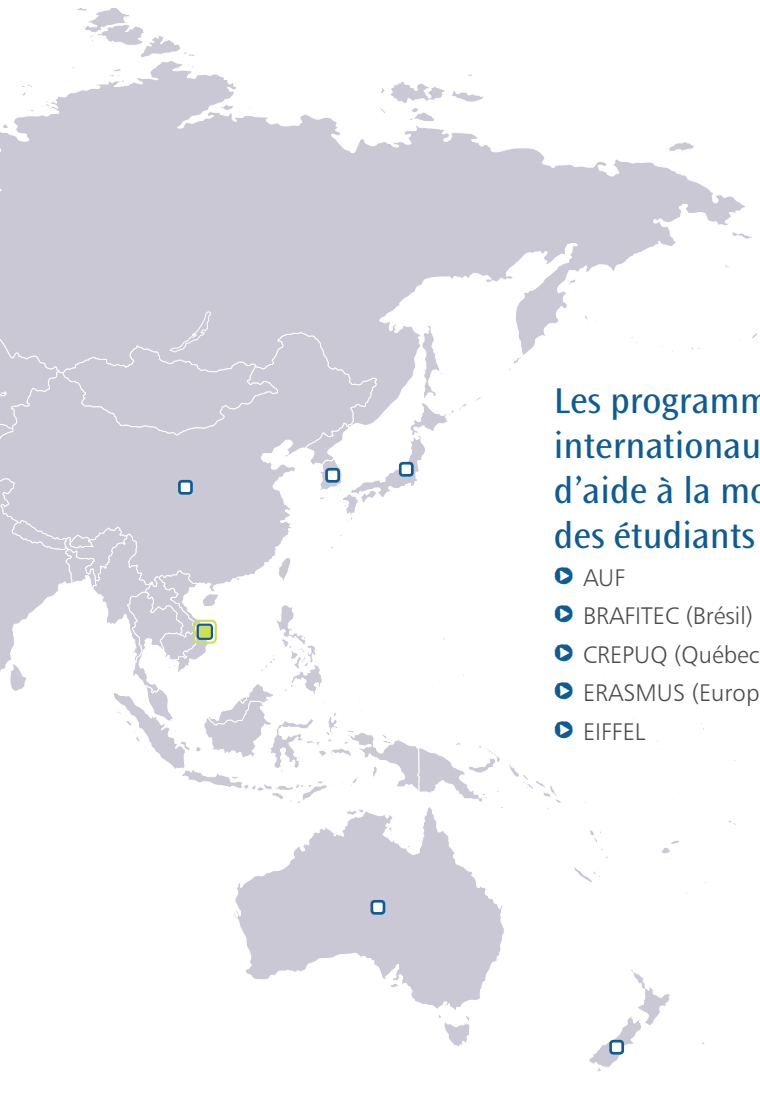 Les programm
internationau
d'aide à la mo
des étudiants
AUF
BRAFITEC (Brésil)
CREPUQ (Québec
ERASMUS (Europ
EIFFEL